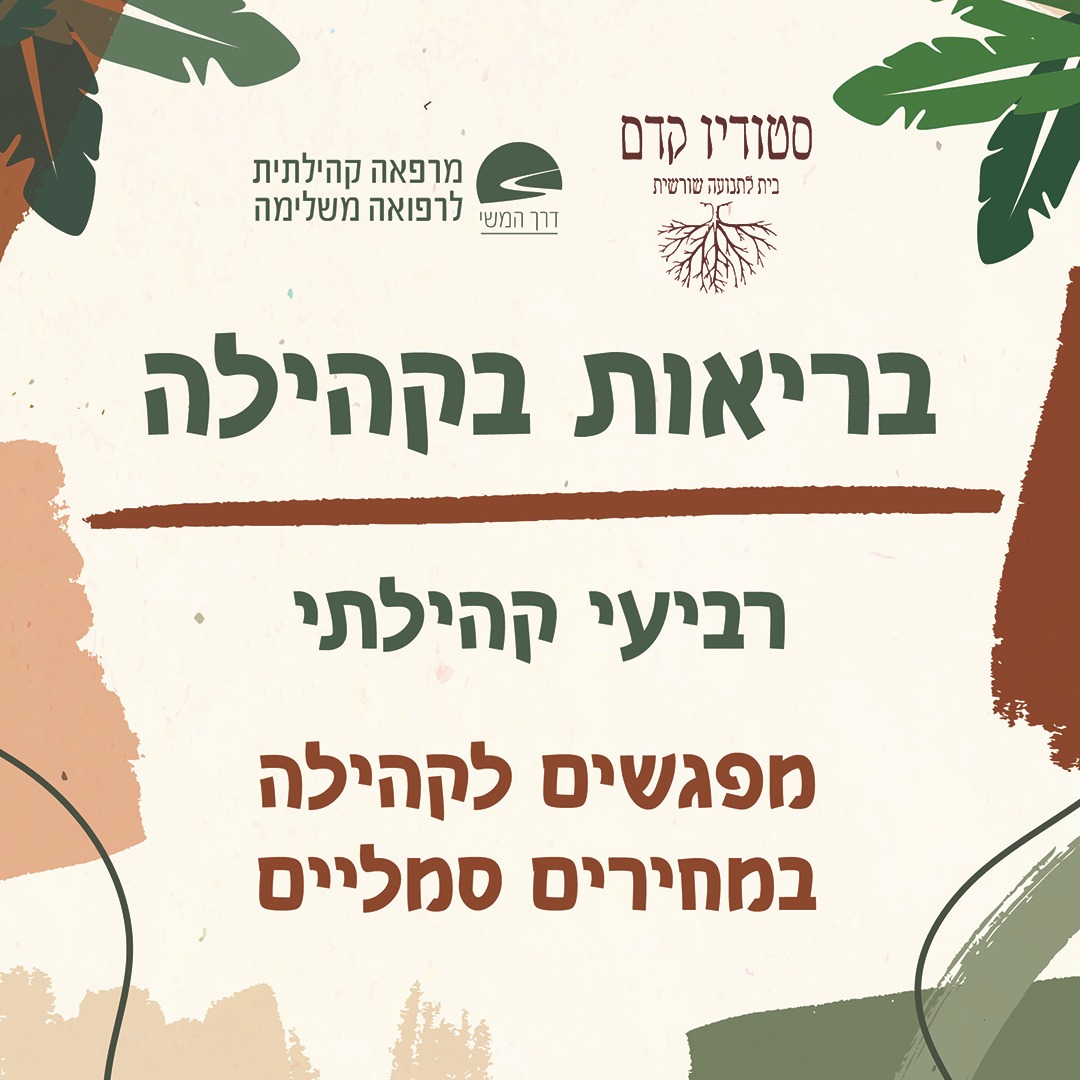 סטודיו קדם
בית לתנועה שורשית
דרך המשי
מרפאה קהילתית
לרפואה משלימה
בריאות בקהילה
רביעי קהילתי
מפגשים לקהילה
במחירים סמליים